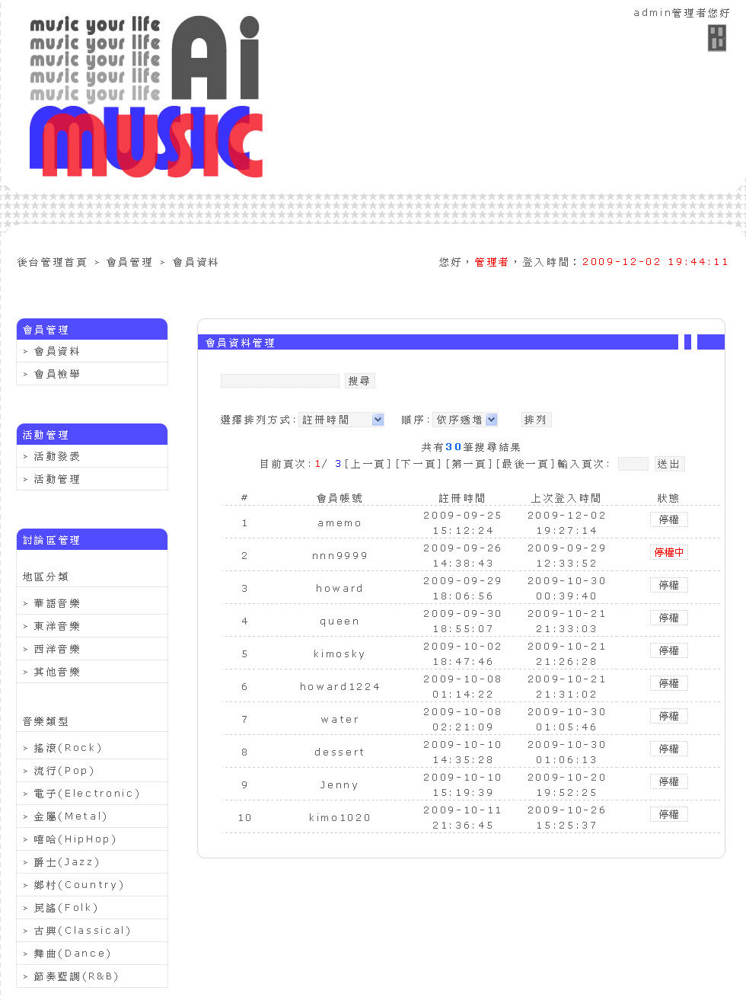 admin管理者您好
music your life
music your life
music your life
music your life
music your life
Ai
MUSIC
後台管理首頁 > 會員管理 > 會員資料
您好，管理者，登入時間：2009-12-02 19:44:11
會員管理
> 會員資料
> 會員檢舉
活動管理
> 活動發表
> 活動管理
討論區管理
地區分類
> 華語音樂
> 東洋音樂
> 西洋音樂
> 其他音樂
音樂類型
> 搖滾(Rock)
> 流行(Pop)
> 電子(Electronic)
> 金屬(Metal)
> 嘻哈(HipHop)
> 爵士(Jazz)
> 鄉村(Country)
> 民謠(Folk)
> 古典(Classical)
> 舞曲(Dance)
> 節奏藍調(R&B)
會員資料管理
搜尋
選擇排列方式: 註冊時間 順序: 依序遞增 排列
共有30筆搜尋結果
目前頁次:1/ 3[上一頁][下一頁][第一頁][最後一頁]輸入頁次: 送出
# 會員帳號 註冊時間 上次登入時間 狀態
1 amemo 2009-09-25 15:12:24 2009-12-02 19:27:14 停權
2 nnn9999 2009-09-26 14:38:43 2009-09-29 12:33:52 停權中
3 howard 2009-09-29 18:06:56 2009-10-30 00:39:40 停權
4 queen 2009-09-30 18:55:07 2009-10-21 21:33:03 停權
5 kimosky 2009-10-02 18:47:46 2009-10-21 21:26:28 停權
6 howard1224 2009-10-08 01:14:22 2009-10-21 21:31:02 停權
7 water 2009-10-08 02:21:09 2009-10-30 01:05:46 停權
8 dessert 2009-10-10 14:35:28 2009-10-30 01:06:13 停權
9 Jenny 2009-10-10 15:19:39 2009-10-20 19:52:25 停權
10 kimo1020 2009-10-11 21:36:45 2009-10-26 15:25:37 停權